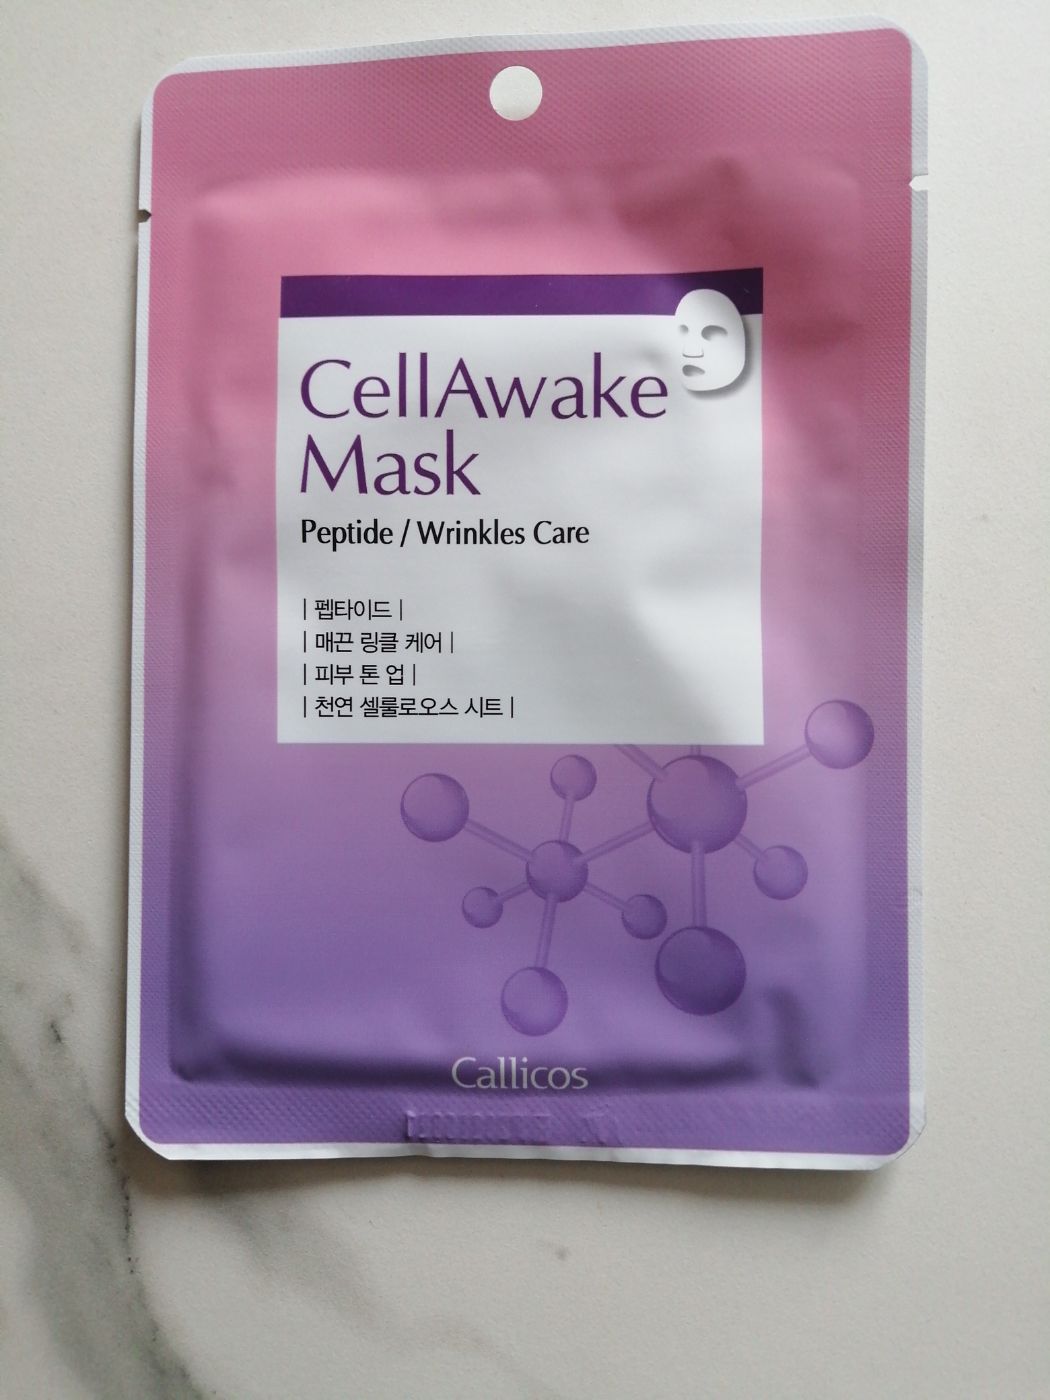 CellAwake
Mask
Peptide / Wrinkles Care
| 펩타이드 |
| 매끈 링클 케어 |
| 피부 톤 업 |
| 천연 셀룰로오스 시트 |
Callicos